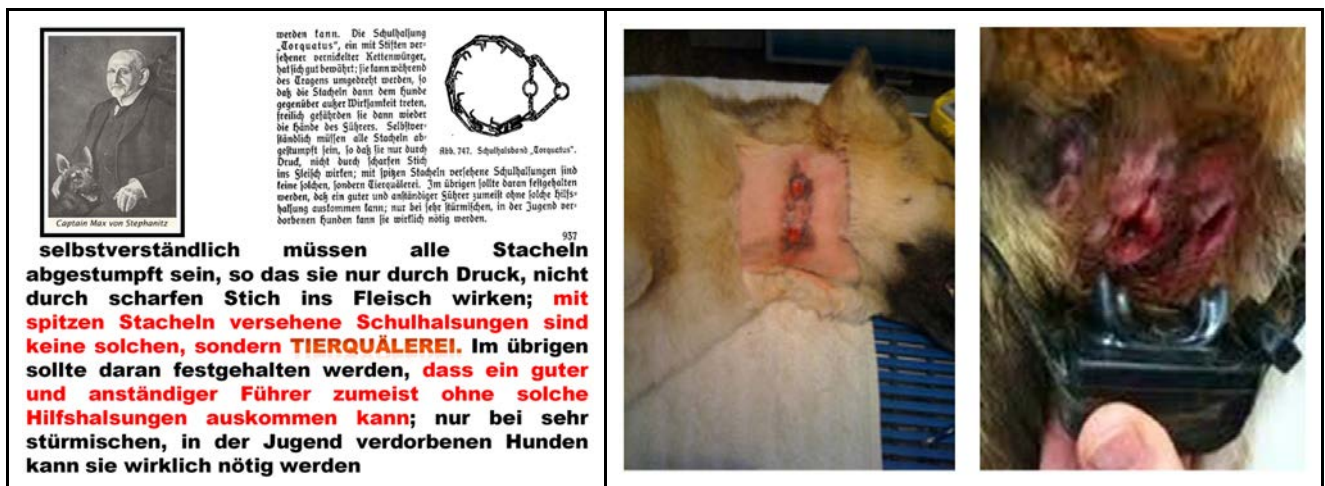 werden kann. Die Schulhalsung
„Torquatus“, ein mit Stiften ver-
sehener vernickelter Kettenwürger,
hat sich gut bewährt; sie kann während
des Tragens umgedreht werden, so
daß die Stacheln dann dem Hunde
gegenüber außer Wirksamkeit treten,
freilich gefährden sie dann wieder
die Hände des Führers. Selbstver-
ständlich müssen alle Stacheln ab-
gestumpft sein, so daß sie nur durch
Druck, nicht durch scharfen Stich
ins Fleisch wirken; mit spitzen Stacheln versehene Schulhalsungen sind
keine solchen, sondern Tierquälerei. Im übrigen sollte daran festgehalten
werden, daß ein guter und anständiger Führer zumeist ohne solche Hilfs-
halsung auskommen kann; nur bei sehr stürmischen, in der Jugend ver-
dorbenen Hunden kann sie wirklich nötig werden.
Abb. 747. Schulhalsband „Torquatus“.
937
Captain Max von Stephanitz
selbstverständlich müssen alle Stacheln
abgestumpft sein, so das sie nur durch Druck, nicht
durch scharfen Stich ins Fleisch wirken; mit
spitzen Stacheln versehene Schulhalsungen sind
keine solchen, sondern TIERQUÄLEREI. Im übrigen
sollte daran festgehalten werden, dass ein guter
und anständiger Führer zumeist ohne solche
Hilfshalsungen auskommen kann; nur bei sehr
stürmischen, in der Jugend verdorbenen Hunden
kann sie wirklich nötig werden